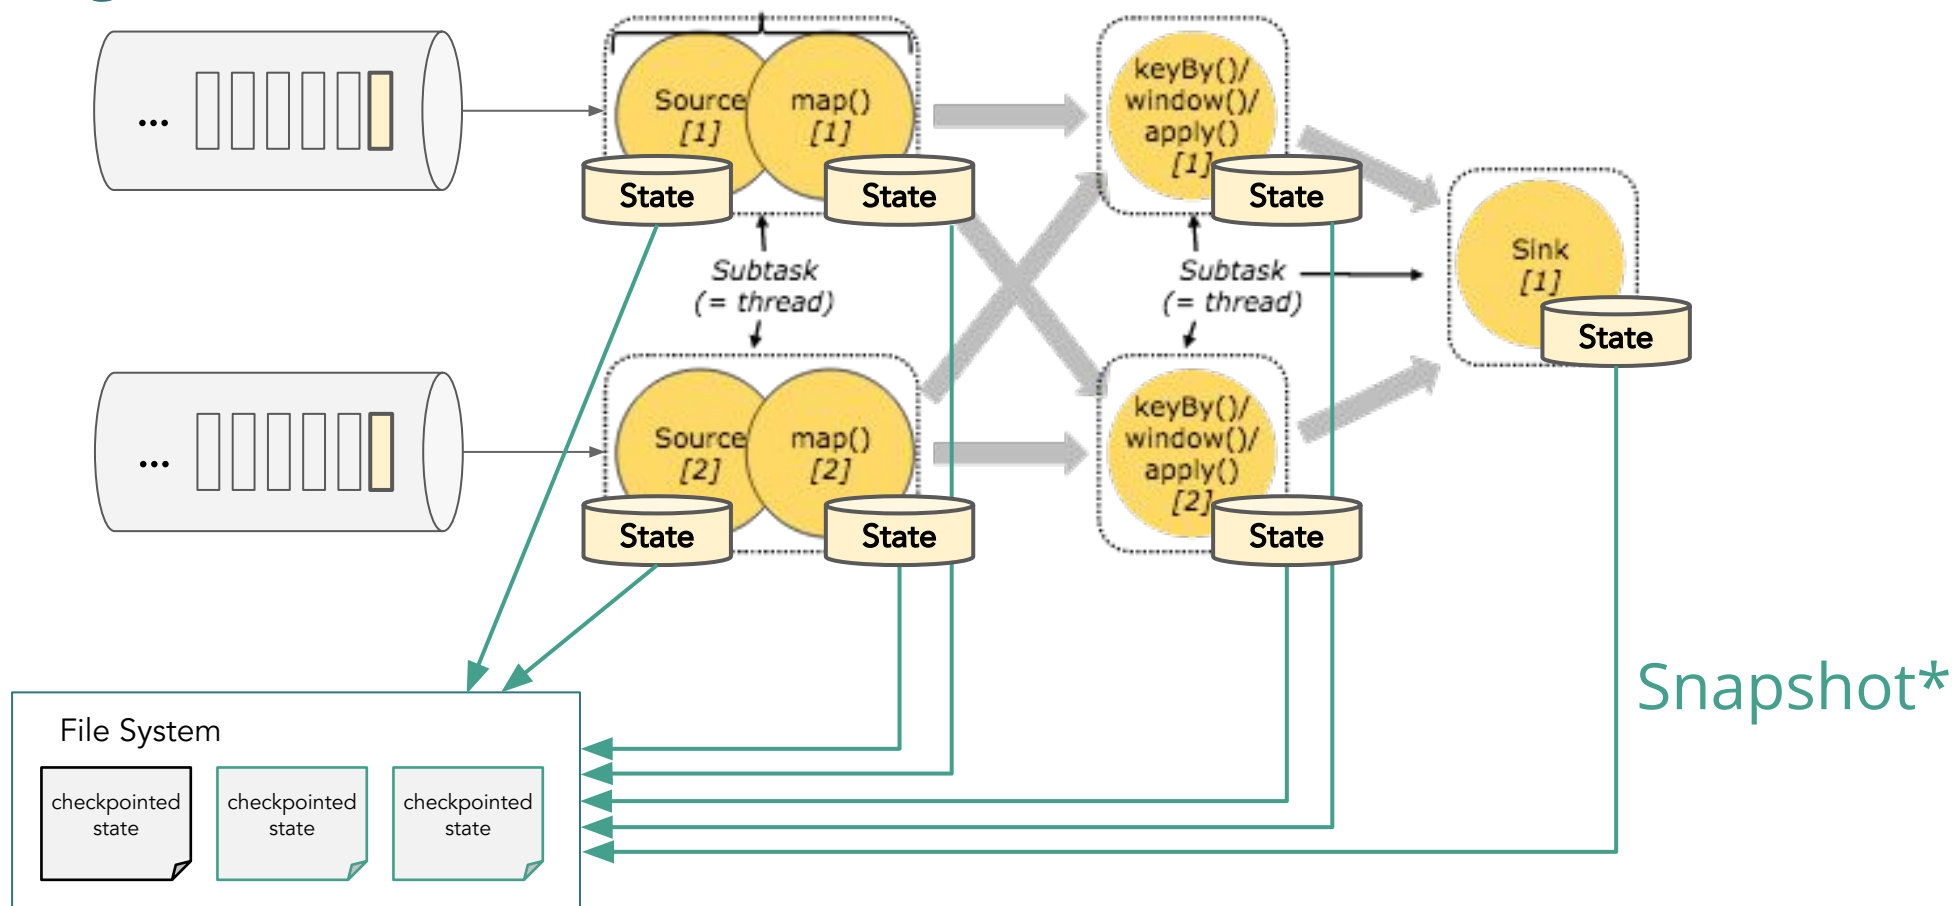 ...
Source
[1]
map()
[1]
keyBy()/
window()/
apply()
[1]
State
State
State
Subtask
(= thread)
Subtask
(= thread)
Sink
[1]
State
...
Source
[2]
map()
[2]
keyBy()/
window()/
apply()
[2]
State
State
State
Snapshot*
File System
checkpointed
state
checkpointed
state
checkpointed
state